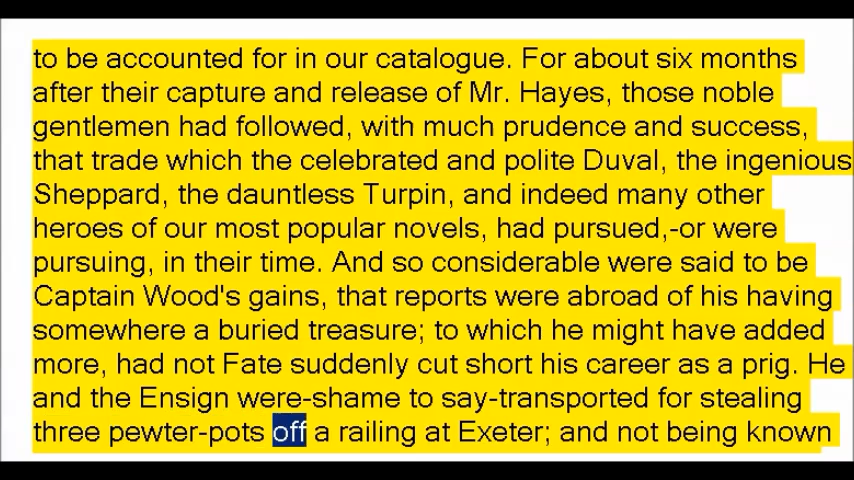 to be accounted for in our catalogue. For about six months
after their capture and release of Mr. Hayes, those noble
gentlemen had followed, with much prudence and success,
that trade which the celebrated and polite Duval, the ingenious
Sheppard, the dauntless Turpin, and indeed many other
heroes of our most popular novels, had pursued,-or were
pursuing, in their time. And so considerable were said to be
Captain Wood's gains, that reports were abroad of his having
somewhere a buried treasure; to which he might have added
more, had not Fate suddenly cut short his career as a prig. He
and the Ensign were-shame to say-transported for stealing
three pewter-pots off a railing at Exeter; and not being known